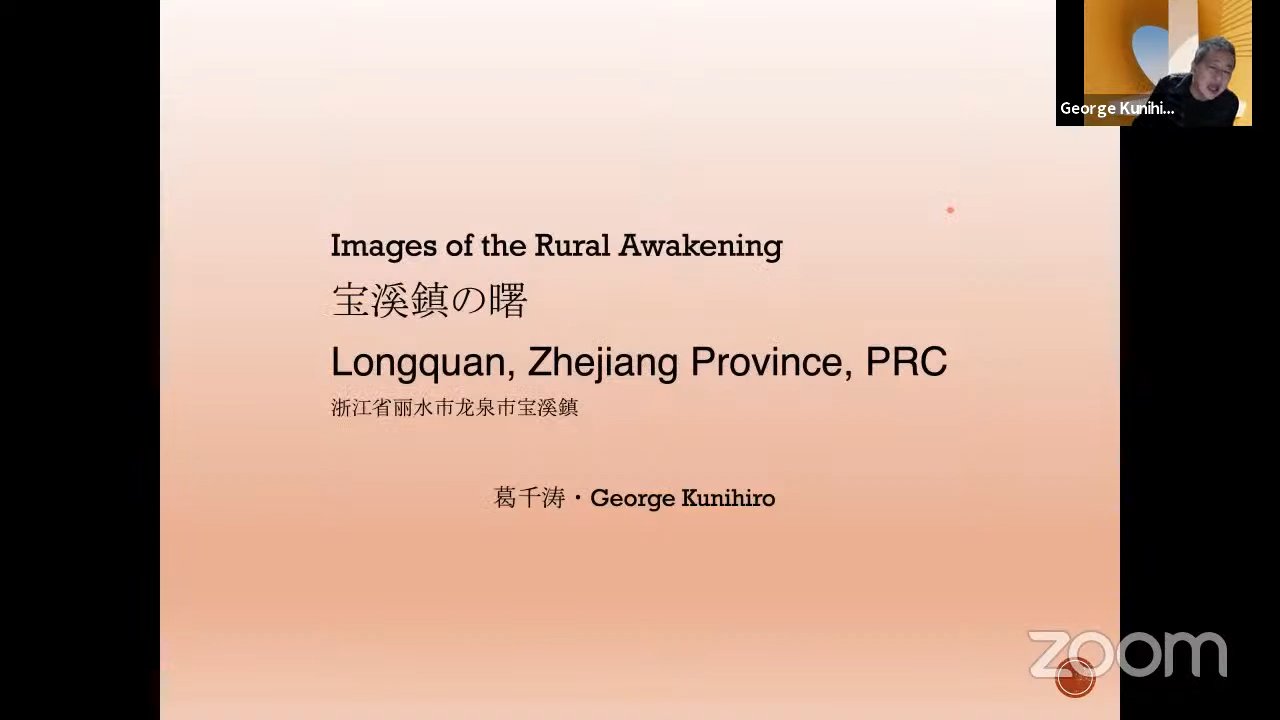 George Kunihi...
Images of the Rural Awakening
宝溪鎮の曙
Longquan, Zhejiang Province, PRC
浙江省丽水市龙泉市宝溪鎮
葛千涛・George Kunihiro
zoom